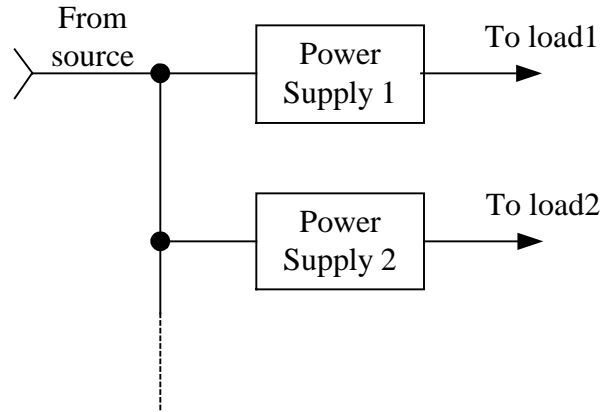 From
source
Power
Supply 1
To load1
Power
Supply 2
To load2